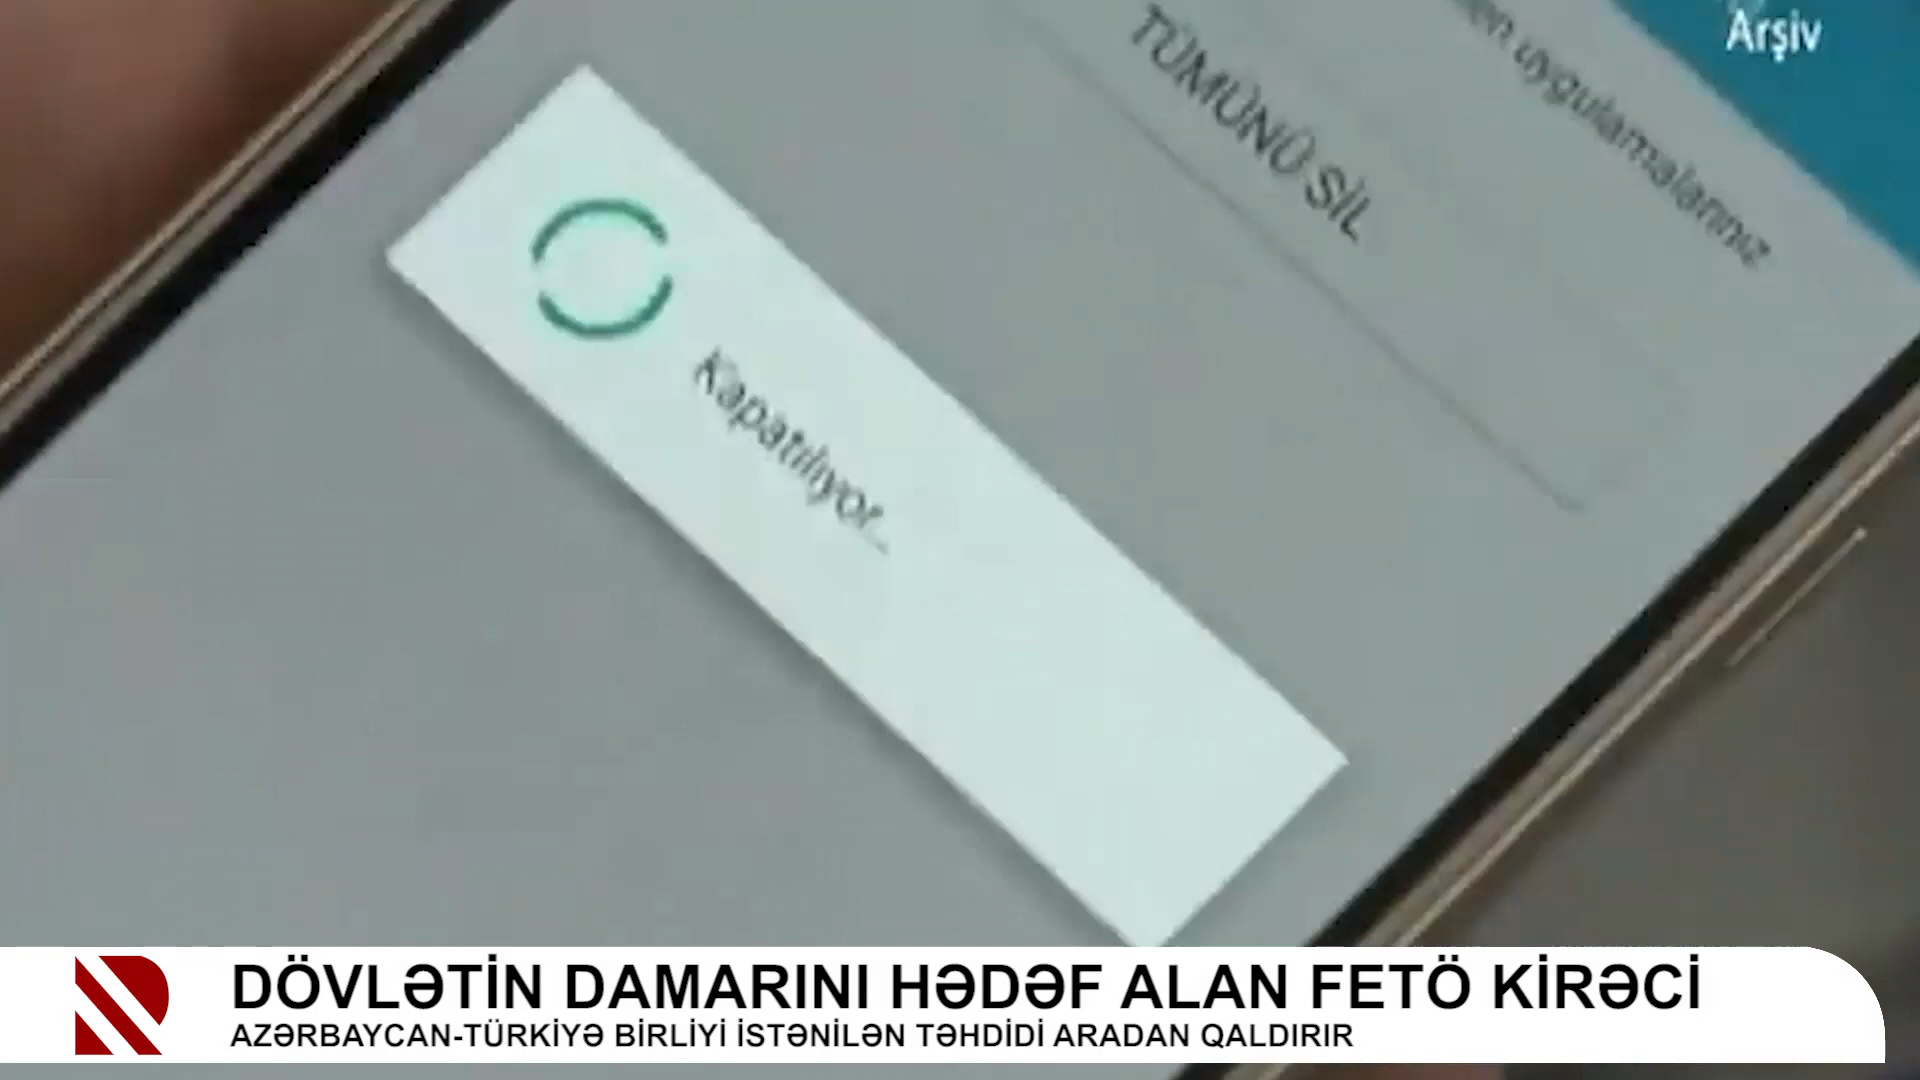 Arşiv
uygulamalarınız
TÜMÜNÜ SİL
Kapatılıyor...
DÖVLƏTİN DAMARINI HƏDƏF ALAN FETÖ KİRƏCİ
AZƏRBAYCAN-TÜRKİYƏ BİRLİYİ İSTƏNİLƏN TƏHDİDİ ARADAN QALDIRIR